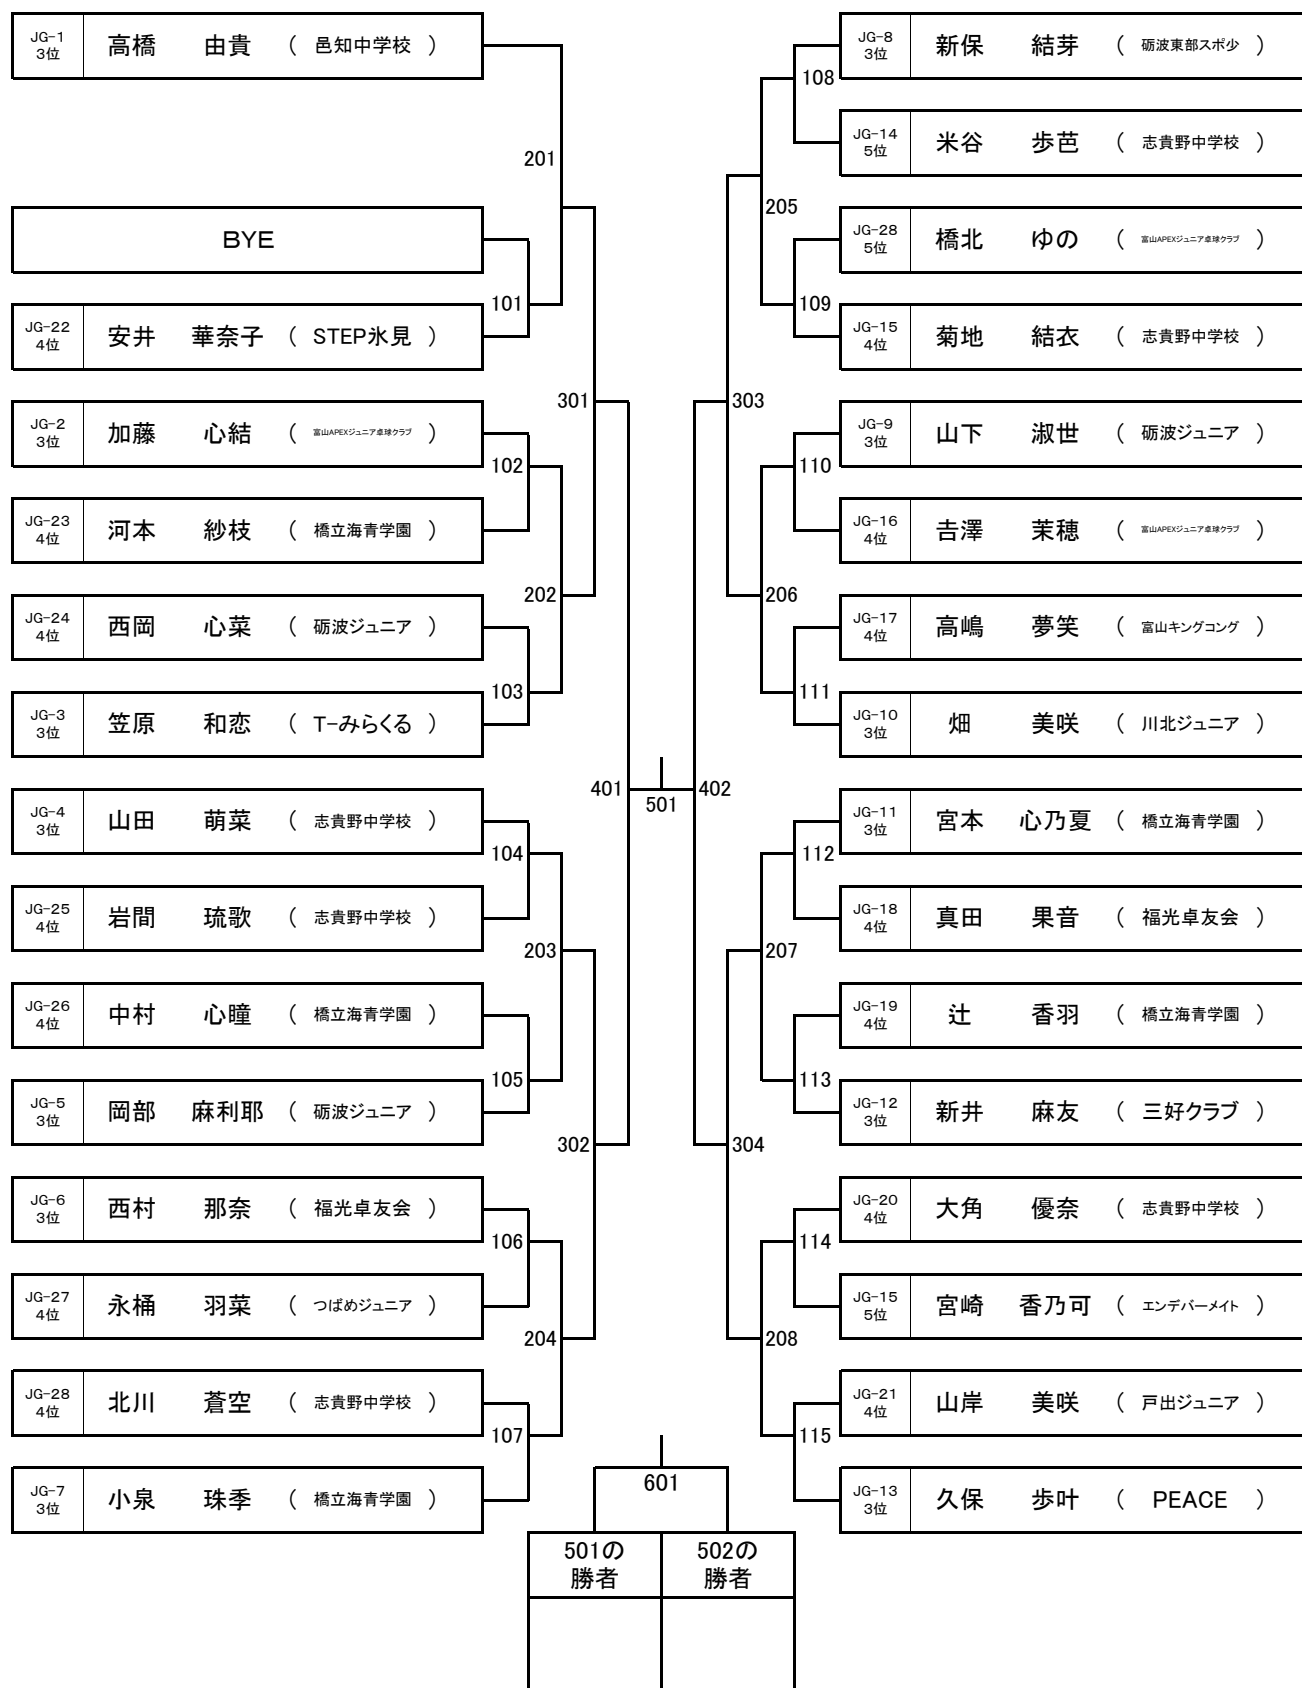 JG-1 3位 高橋 由貴 ( 邑知中学校 )
201
BYE
101
JG-22 4位 安井 華奈子 ( STEP氷見 )
301
JG-2 3位 加藤 心結 ( 富山APEXジュニア卓球クラブ )
102
JG-23 4位 河本 紗枝 ( 橋立海青学園 )
202
JG-24 4位 西岡 心菜 ( 砺波ジュニア )
103
JG-3 3位 笠原 和恋 ( T-みらくる )
401
JG-4 3位 山田 萌菜 ( 志貴野中学校 )
104
JG-25 4位 岩間 琉歌 ( 志貴野中学校 )
203
JG-26 4位 中村 心瞳 ( 橋立海青学園 )
105
JG-5 3位 岡部 麻利耶 ( 砺波ジュニア )
302
JG-6 3位 西村 那奈 ( 福光卓友会 )
106
JG-27 4位 永桶 羽菜 ( つばめジュニア )
204
JG-28 4位 北川 蒼空 ( 志貴野中学校 )
107
JG-7 3位 小泉 珠季 ( 橋立海青学園 )
501
JG-8 3位 新保 結芽 ( 砺波東部スポ少 )
108
JG-14 5位 米谷 歩芭 ( 志貴野中学校 )
205
JG-28 5位 橋北 ゆの ( 富山APEXジュニア卓球クラブ )
109
JG-15 4位 菊地 結衣 ( 志貴野中学校 )
303
JG-9 3位 山下 淑世 ( 砺波ジュニア )
110
JG-16 4位 吉澤 茉穂 ( 富山APEXジュニア卓球クラブ )
206
JG-17 4位 高嶋 夢笑 ( 富山キングコング )
111
JG-10 3位 畑 美咲 ( 川北ジュニア )
402
JG-11 3位 宮本 心乃夏 ( 橋立海青学園 )
112
JG-18 4位 真田 果音 ( 福光卓友会 )
207
JG-19 4位 辻 香羽 ( 橋立海青学園 )
113
JG-12 3位 新井 麻友 ( 三好クラブ )
304
JG-20 4位 大角 優奈 ( 志貴野中学校 )
114
JG-15 5位 宮崎 香乃可 ( エンデバーメイト )
208
JG-21 4位 山岸 美咲 ( 戸出ジュニア )
115
JG-13 3位 久保 歩叶 ( PEACE )
601
501の
勝者
502の
勝者